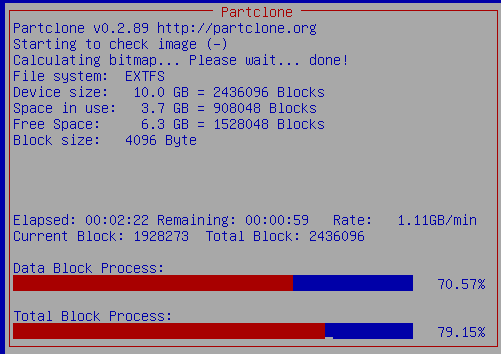 Partclone
Partclone v0.2.89 http://partclone.org
Starting to check image (-)
Calculating bitmap... Please wait... done!
File system:  EXTFS
Device size:   10.0 GB = 2436096 Blocks
Space in use:   3.7 GB = 908048 Blocks
Free Space:     6.3 GB = 1528048 Blocks
Block size:   4096 Byte
Elapsed: 00:02:22 Remaining: 00:00:59  Rate:   1.11GB/min
Current Block: 1928273  Total Block: 2436096
Data Block Process:
70.57%
Total Block Process:
79.15%